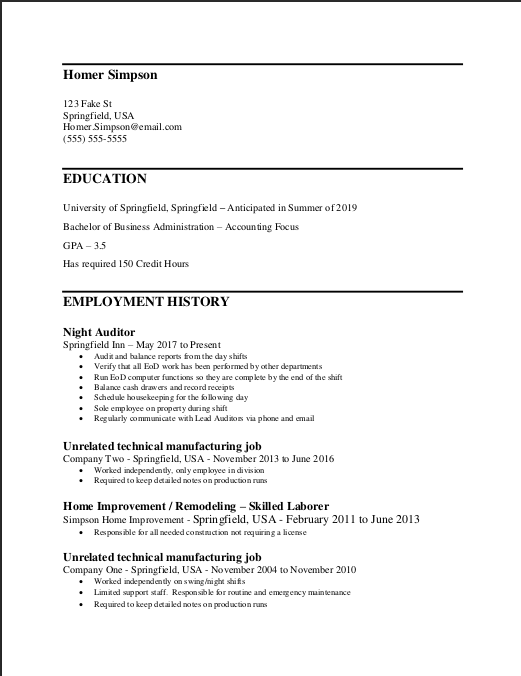 Homer Simpson
123 Fake St
Springfield, USA
Homer.Simpson@email.com
(555) 555-5555
EDUCATION
University of Springfield, Springfield – Anticipated in Summer of 2019
Bachelor of Business Administration – Accounting Focus
GPA – 3.5
Has required 150 Credit Hours
EMPLOYMENT HISTORY
Night Auditor
Springfield Inn – May 2017 to Present
• Audit and balance reports from the day shifts
• Verify that all EoD work has been performed by other departments
• Run EoD computer functions so they are complete by the end of the shift
• Balance cash drawers and record receipts
• Schedule housekeeping for the following day
• Sole employee on property during shift
• Regularly communicate with Lead Auditors via phone and email
Unrelated technical manufacturing job
Company Two - Springfield, USA - November 2013 to June 2016
• Worked independently, only employee in division
• Required to keep detailed notes on production runs
Home Improvement / Remodeling – Skilled Laborer
Simpson Home Improvement - Springfield, USA - February 2011 to June 2013
• Responsible for all needed construction not requiring a license
Unrelated technical manufacturing job
Company One - Springfield, USA - November 2004 to November 2010
• Worked independently on swing/night shifts
• Limited support staff. Responsible for routine and emergency maintenance
• Required to keep detailed notes on production runs